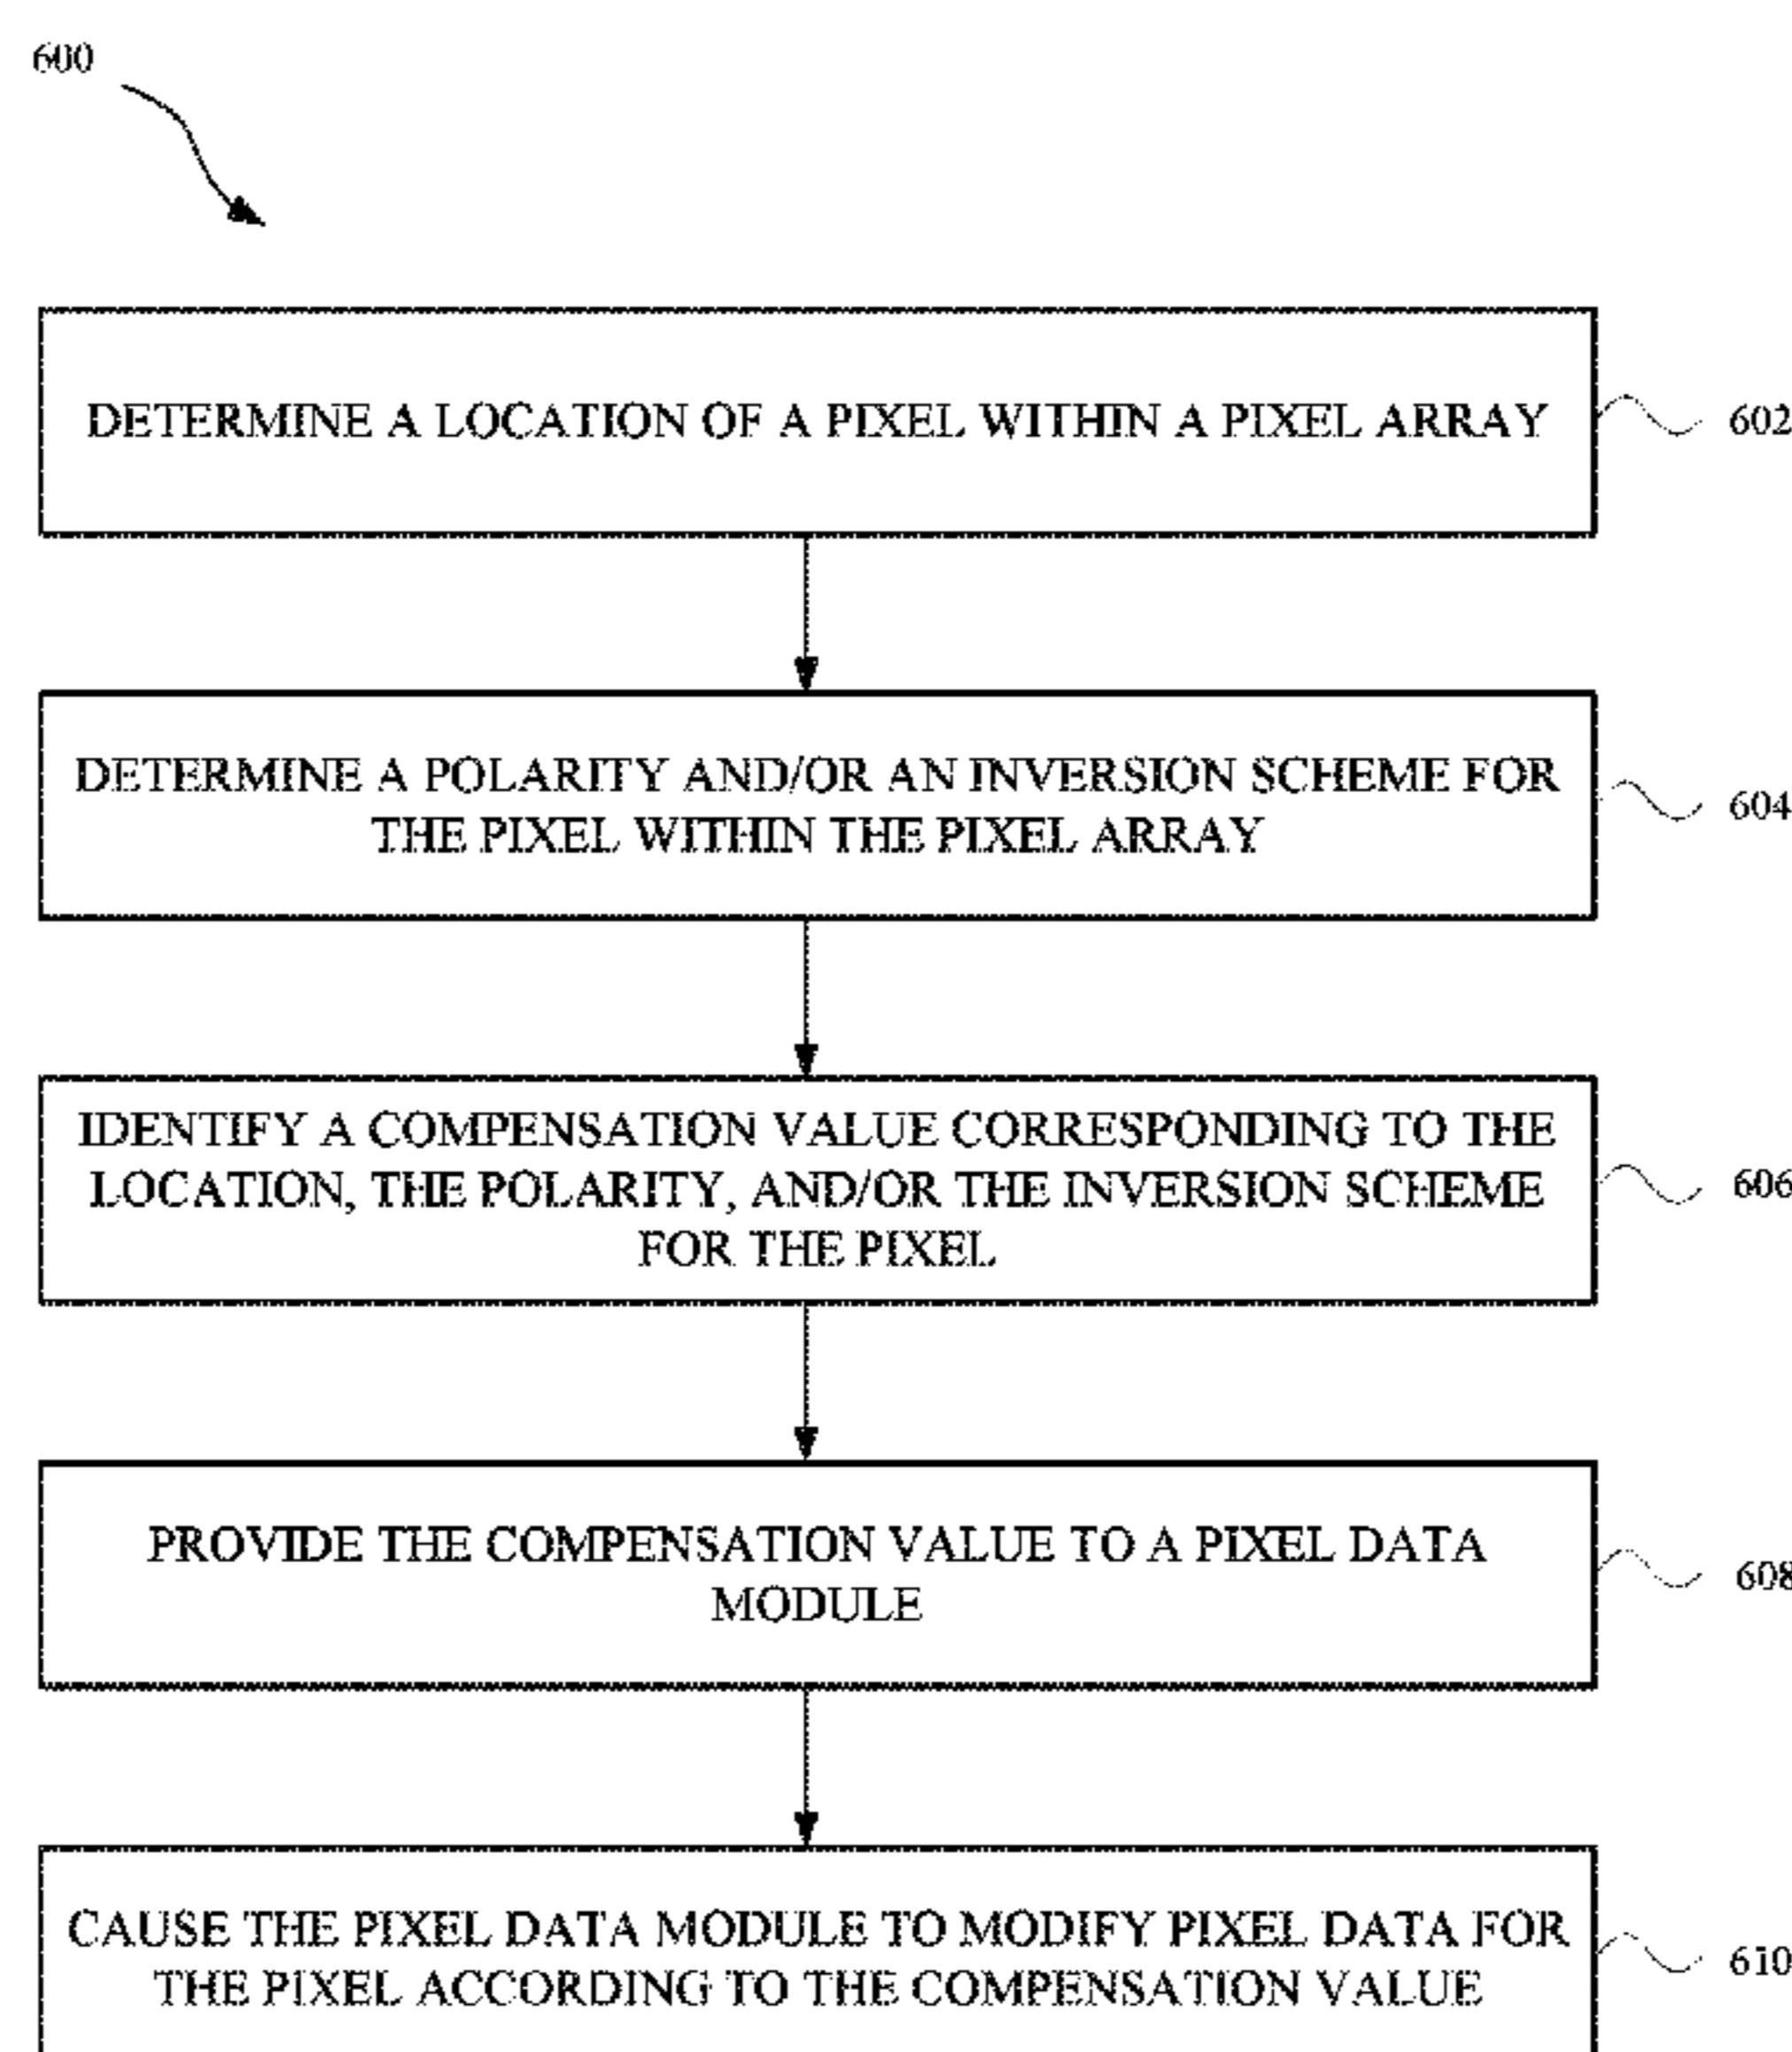 600
DETERMINE A LOCATION OF A PIXEL WITHIN A PIXEL ARRAY
602
DETERMINE A POLARITY AND/OR AN INVERSION SCHEME FOR
THE PIXEL WITHIN THE PIXEL ARRAY
604
IDENTIFY A COMPENSATION VALUE CORRESPONDING TO THE
LOCATION, THE POLARITY, AND/OR THE INVERSION SCHEME
FOR THE PIXEL
606
PROVIDE THE COMPENSATION VALUE TO A PIXEL DATA
MODULE
608
CAUSE THE PIXEL DATA MODULE TO MODIFY PIXEL DATA FOR
THE PIXEL ACCORDING TO THE COMPENSATION VALUE
610